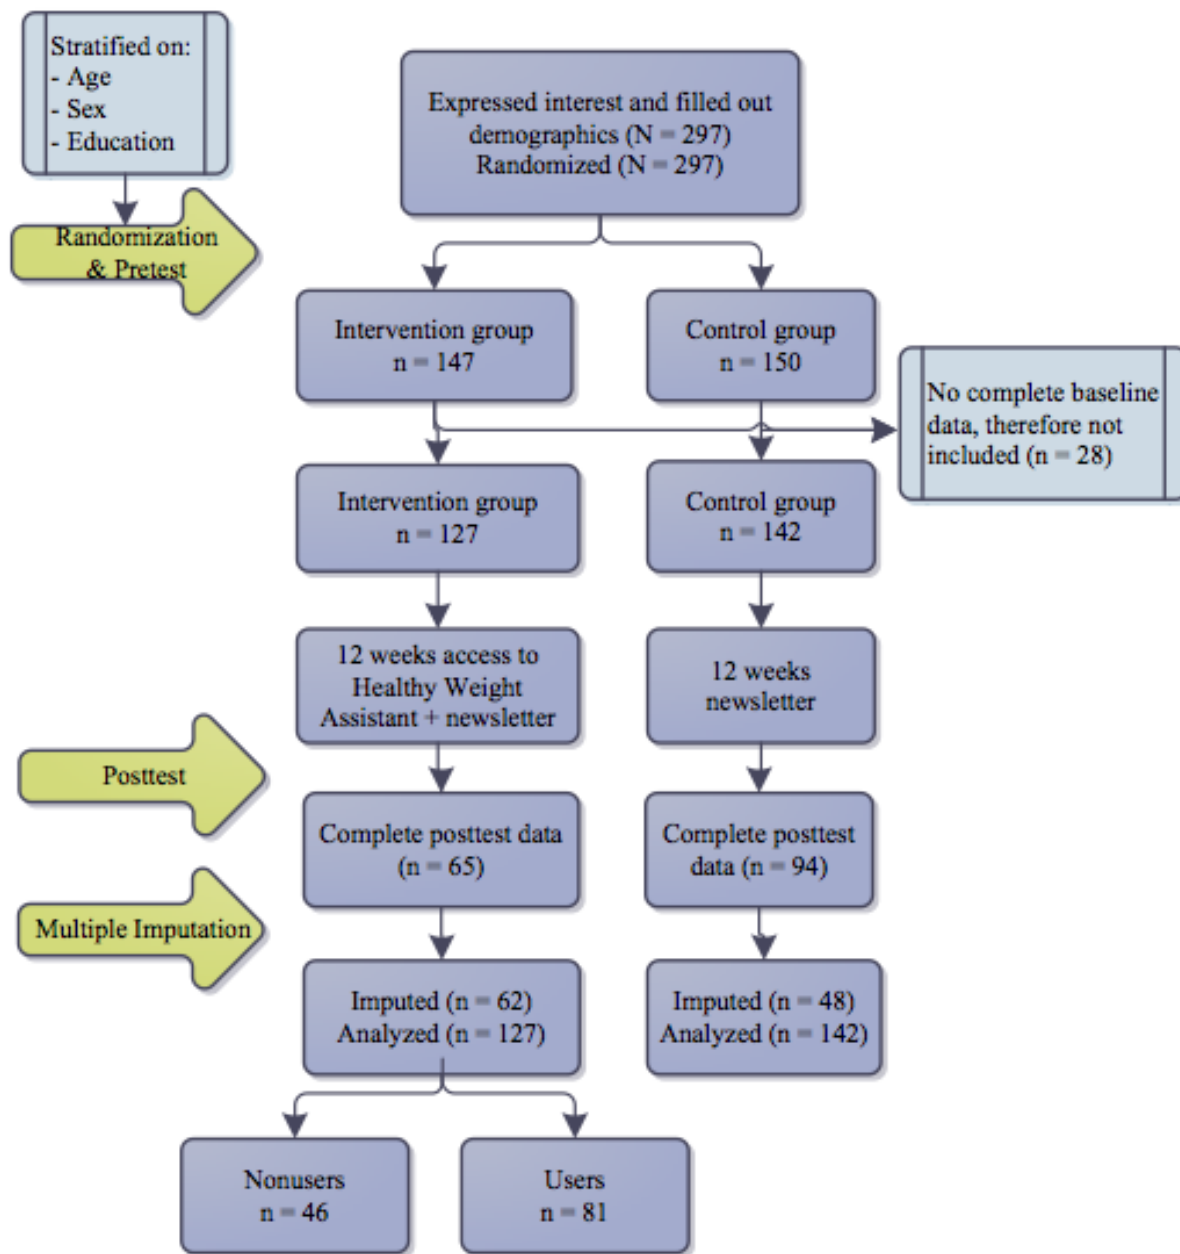 Stratified on:
- Age
- Sex
- Education
Expressed interest and filled out
demographics (N = 297)
Randomized (N = 297)
Randomization
& Pretest
Intervention group
n = 147
Control group
n = 150
No complete baseline
data, therefore not
included (n = 28)
Intervention group
n = 127
Control group
n = 142
12 weeks access to
Healthy Weight
Assistant + newsletter
12 weeks
newsletter
Posttest
Complete posttest data
(n = 65)
Complete posttest
data (n = 94)
Multiple Imputation
Imputed (n = 62)
Analyzed (n = 127)
Imputed (n = 48)
Analyzed (n = 142)
Nonusers
n = 46
Users
n = 81